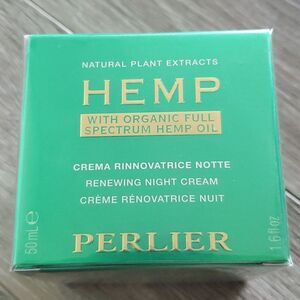 NATURAL PLANT EXTRACTS
HEMP
WITH ORGANIC FULL
SPECTRUM HEMP OIL
CREMA RINNOVATRICE NOTTE
RENEWING NIGHT CREAM
CRÈME RÉNOVATRICE NUIT
PERLIER
50 mL ℮
1.6 fl oz